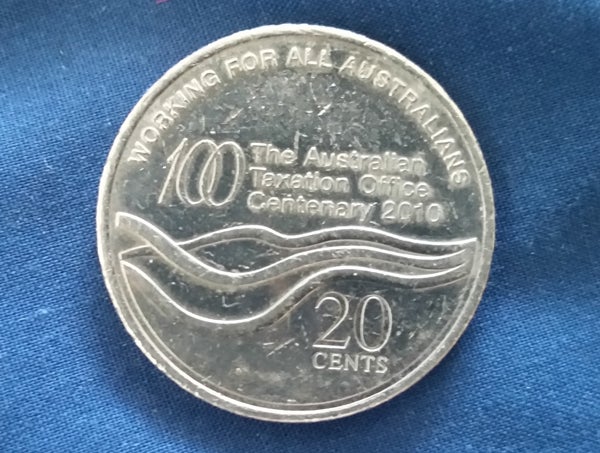 WORKING FOR ALL AUSTRALIANS
100
The Australian
Taxation Office
Centenary 2010
20
CENTS